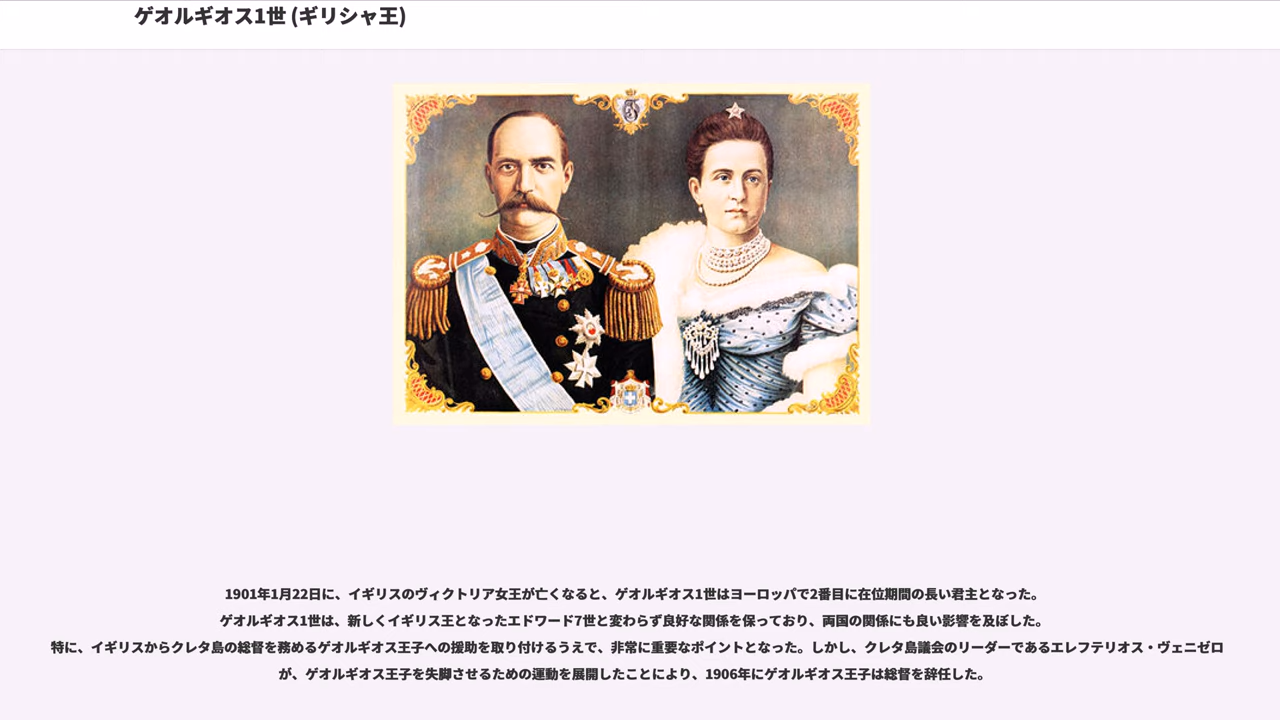 ゲオルギオス1世 (ギリシャ王)
1901年1月22日に、イギリスのヴィクトリア女王が亡くなると、ゲオルギオス1世はヨーロッパで2番目に在位期間の長い君主となった。
ゲオルギオス1世は、新しくイギリス王となったエドワード7世と変わらず良好な関係を保っており、両国の関係にも良い影響を及ぼした。
特に、イギリスからクレタ島の総督を務めるゲオルギオス王子への援助を取り付けるうえで、非常に重要なポイントとなった。しかし、クレタ島議会のリーダーであるエレフテリオス・ヴェニゼロ
が、ゲオルギオス王子を失脚させるための運動を展開したことにより、1906年にゲオルギオス王子は総督を辞任した。